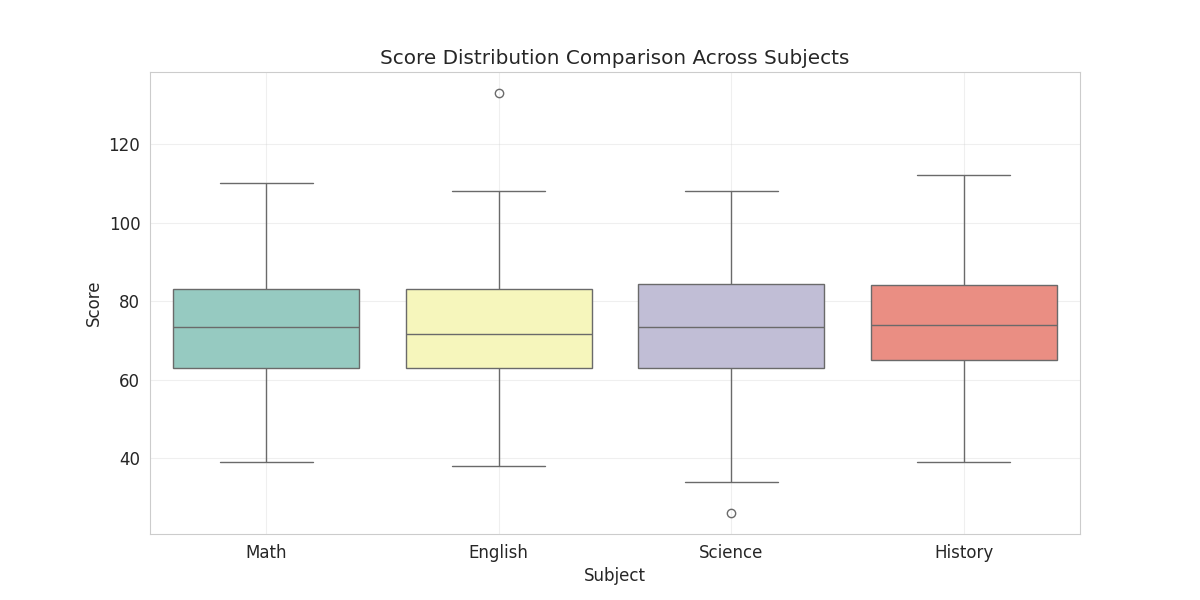 Score Distribution Comparison Across Subjects
120
100
80
60
40
Score
Math English Science History
Subject